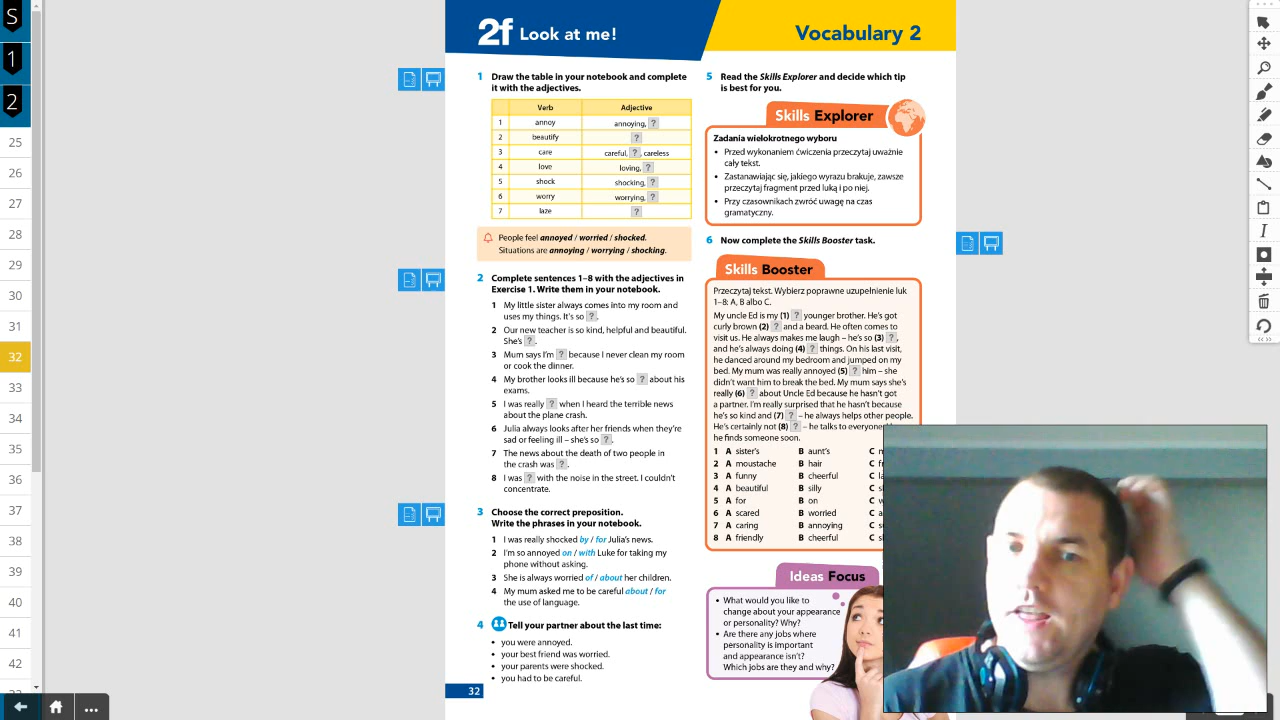 S
1
2
25
26
27
28
29
30
31
32
33
34
35
36
37
38
39
40
41
42
2f Look at me!
Vocabulary 2
1 Draw the table in your notebook and complete
it with the adjectives.
Verb Adjective
1 annoy annoying, ?
2 beautify ?
3 care careful, ?, careless
4 love loving, ?
5 shock shocking, ?
6 worry worrying, ?
7 laze ?
People feel annoyed / worried / shocked.
Situations are annoying / worrying / shocking.
2 Complete sentences 1–8 with the adjectives in
Exercise 1. Write them in your notebook.
1 My little sister always comes into my room and
uses my things. It's so ?.
2 Our new teacher is so kind, helpful and beautiful.
She's ?.
3 Mum says I'm ? because I never clean my room
or cook the dinner.
4 My brother looks ill because he's so ? about his
exams.
5 I was really ? when I heard the terrible news
about the plane crash.
6 Julia always looks after her friends when they're
sad or feeling ill – she's so ?.
7 The news about the death of two people in
the crash was ?.
8 I was ? with the noise in the street. I couldn't
concentrate.
3 Choose the correct preposition.
Write the phrases in your notebook.
1 I was really shocked by / for Julia's news.
2 I'm so annoyed on / with Luke for taking my
phone without asking.
3 She is always worried of / about her children.
4 My mum asked me to be careful about / for
the use of language.
4 Tell your partner about the last time:
• you were annoyed.
• your best friend was worried.
• your parents were shocked.
• you had to be careful.
32
5 Read the Skills Explorer and decide which tip
is best for you.
Skills Explorer
Zadania wielokrotnego wyboru
• Przed wykonaniem ćwiczenia przeczytaj uważnie
cały tekst.
• Zastanawiając się, jakiego wyrazu brakuje, zawsze
przeczytaj fragment przed luką i po niej.
• Przy czasownikach zwróć uwagę na czas
gramatyczny.
6 Now complete the Skills Booster task.
Skills Booster
Przeczytaj tekst. Wybierz poprawne uzupełnienie luk
1–8: A, B albo C.
My uncle Ed is my (1) ? younger brother. He's got
curly brown (2) ? and a beard. He often comes to
visit us. He always makes me laugh – he's so (3) ?,
and he's always doing (4) ? things. On his last visit,
he danced around my bedroom and jumped on my
bed. My mum was really annoyed (5) ? him – she
didn't want him to break the bed. My mum says she's
really (6) ? about Uncle Ed because he hasn't got
a partner. I'm really surprised that he hasn't because
he's so kind and (7) ? – he always helps other people.
He's certainly not (8) ? – he talks to everyone!
he finds someone soon.
1 A sister's B aunt's C
2 A moustache B hair C
3 A funny B cheerful C
4 A beautiful B silly C
5 A for B on C
6 A scared B worried C
7 A caring B annoying C
8 A friendly B cheerful C
Ideas Focus
• What would you like to
change about your appearance
or personality? Why?
• Are there any jobs where
personality is important
and appearance isn't?
Which jobs are they and why?